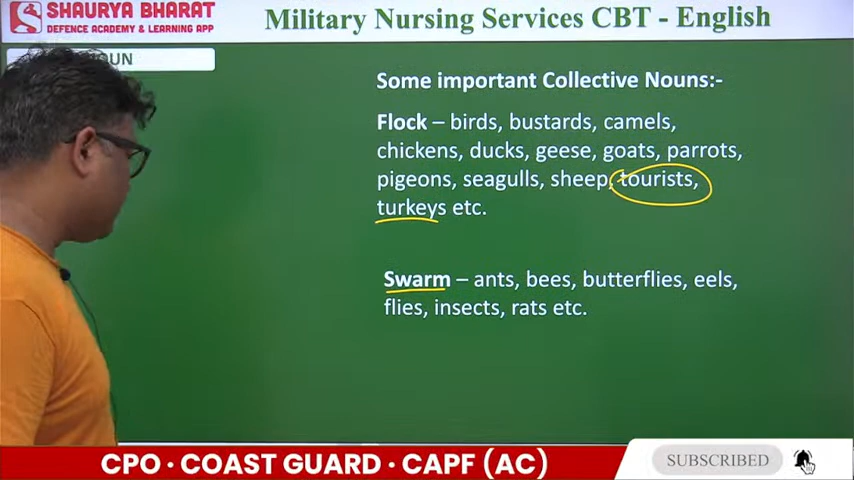 SHAURYA BHARAT
DEFENCE ACADEMY & LEARNING APP
Military Nursing Services CBT - English
Some important Collective Nouns:-
Flock – birds, bustards, camels,
chickens, ducks, geese, goats, parrots,
pigeons, seagulls, sheep, tourists,
turkeys etc.
Swarm – ants, bees, butterflies, eels,
flies, insects, rats etc.
CPO · COAST GUARD · CAPF (AC)
SUBSCRIBED